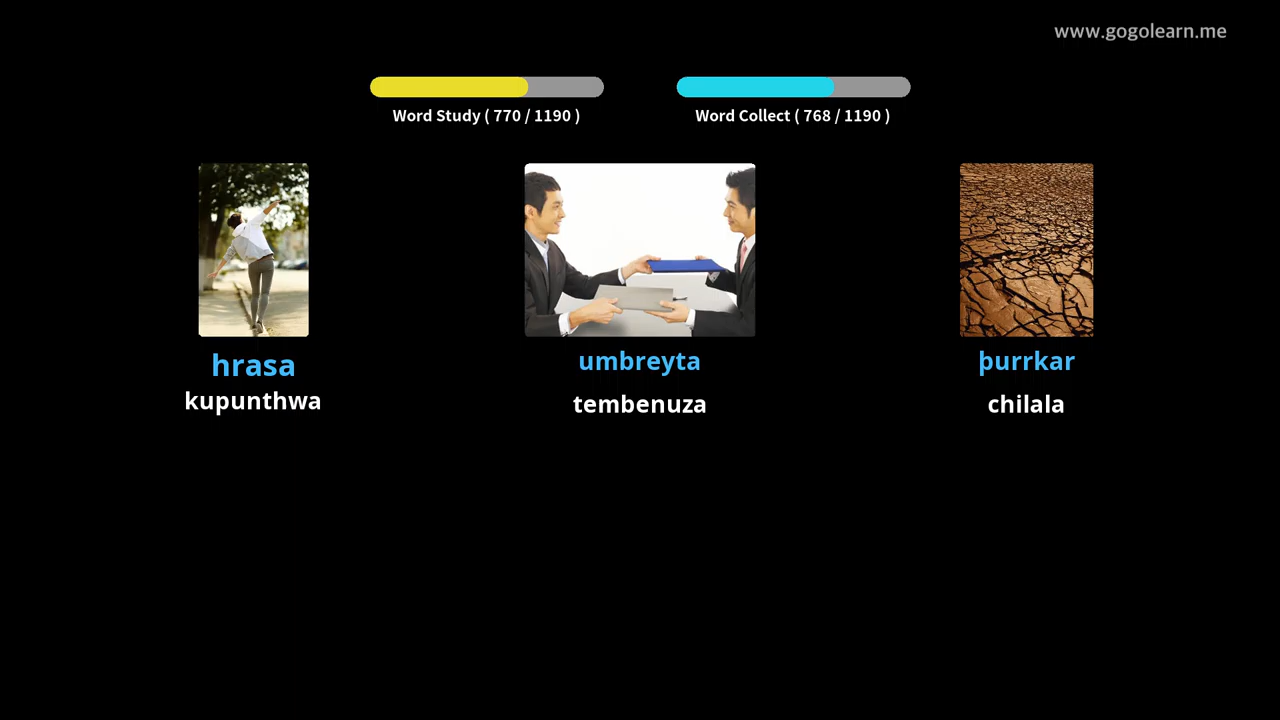 www.gogolearn.me
Word Study ( 770 / 1190 )
Word Collect ( 768 / 1190 )
hrasa
kupunthwa
umbreyta
tembenuza
þurrkar
chilala